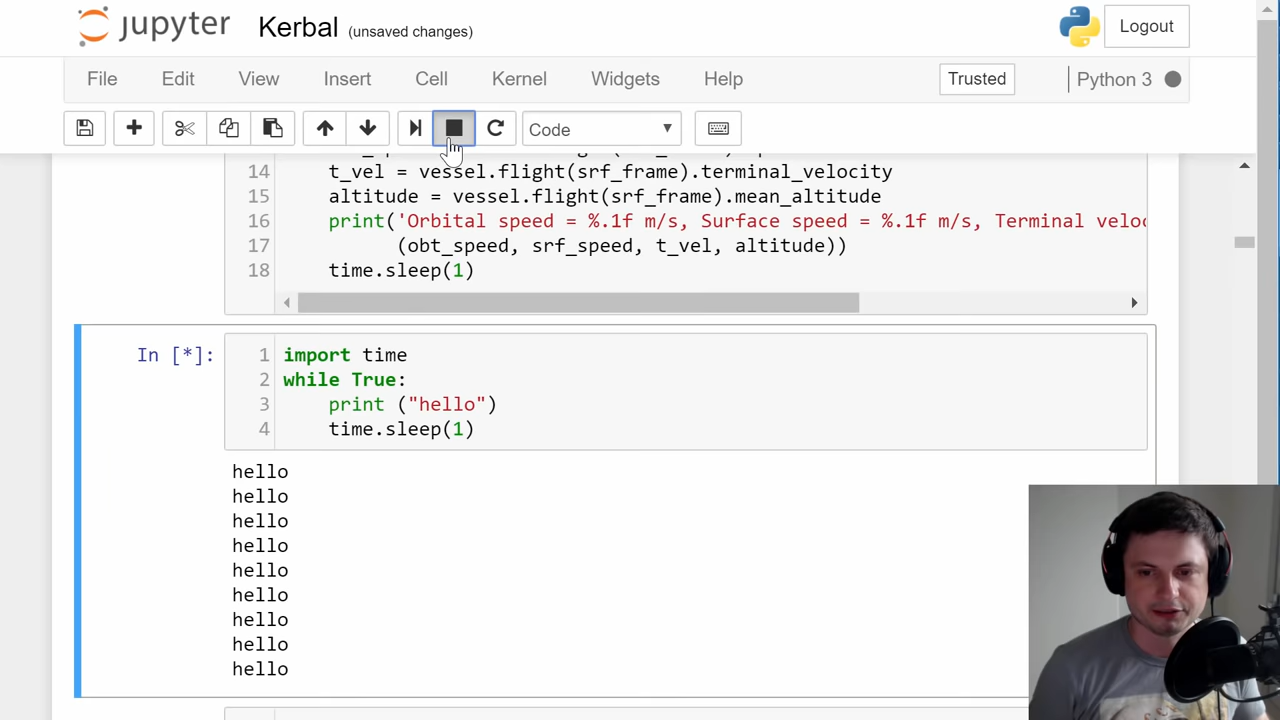 jupyter Kerbal (unsaved changes) Logout
File Edit View Insert Cell Kernel Widgets Help Trusted Python 3
Code
14 t_vel = vessel.flight(srf_frame).terminal_velocity
15 altitude = vessel.flight(srf_frame).mean_altitude
16 print('Orbital speed = %.1f m/s, Surface speed = %.1f m/s, Terminal
17 (obt_speed, srf_speed, t_vel, altitude))
18 time.sleep(1)
In [*]:
1 import time
2 while True:
3 print ("hello")
4 time.sleep(1)
hello
hello
hello
hello
hello
hello
hello
hello
hello